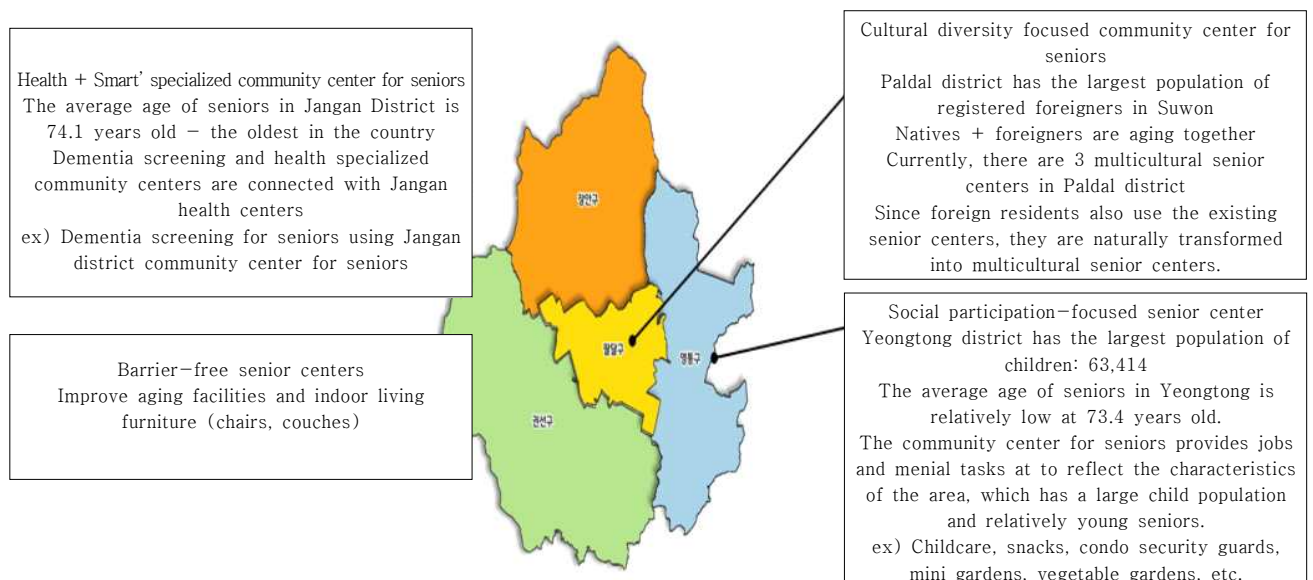 Health + Smart' specialized community center for seniors
The average age of seniors in Jangan District is
74.1 years old – the oldest in the country
Dementia screening and health specialized
community centers are connected with Jangan
health centers
ex) Dementia screening for seniors using Jangan
district community center for seniors
Barrier–free senior centers
Improve aging facilities and indoor living
furniture (chairs, couches)
장안구
팔달구
영통구
권선구
Cultural diversity focused community center for
seniors
Paldal district has the largest population of
registered foreigners in Suwon
Natives + foreigners are aging together
Currently, there are 3 multicultural senior
centers in Paldal district
Since foreign residents also use the existing
senior centers, they are naturally transformed
into multicultural senior centers.
Social participation–focused senior center
Yeongtong district has the largest population of
children: 63,414
The average age of seniors in Yeongtong is
relatively low at 73.4 years old.
The community center for seniors provides jobs
and menial tasks at to reflect the characteristics
of the area, which has a large child population
and relatively young seniors.
ex) Childcare, snacks, condo security guards,
mini gardens, vegetable gardens, etc.